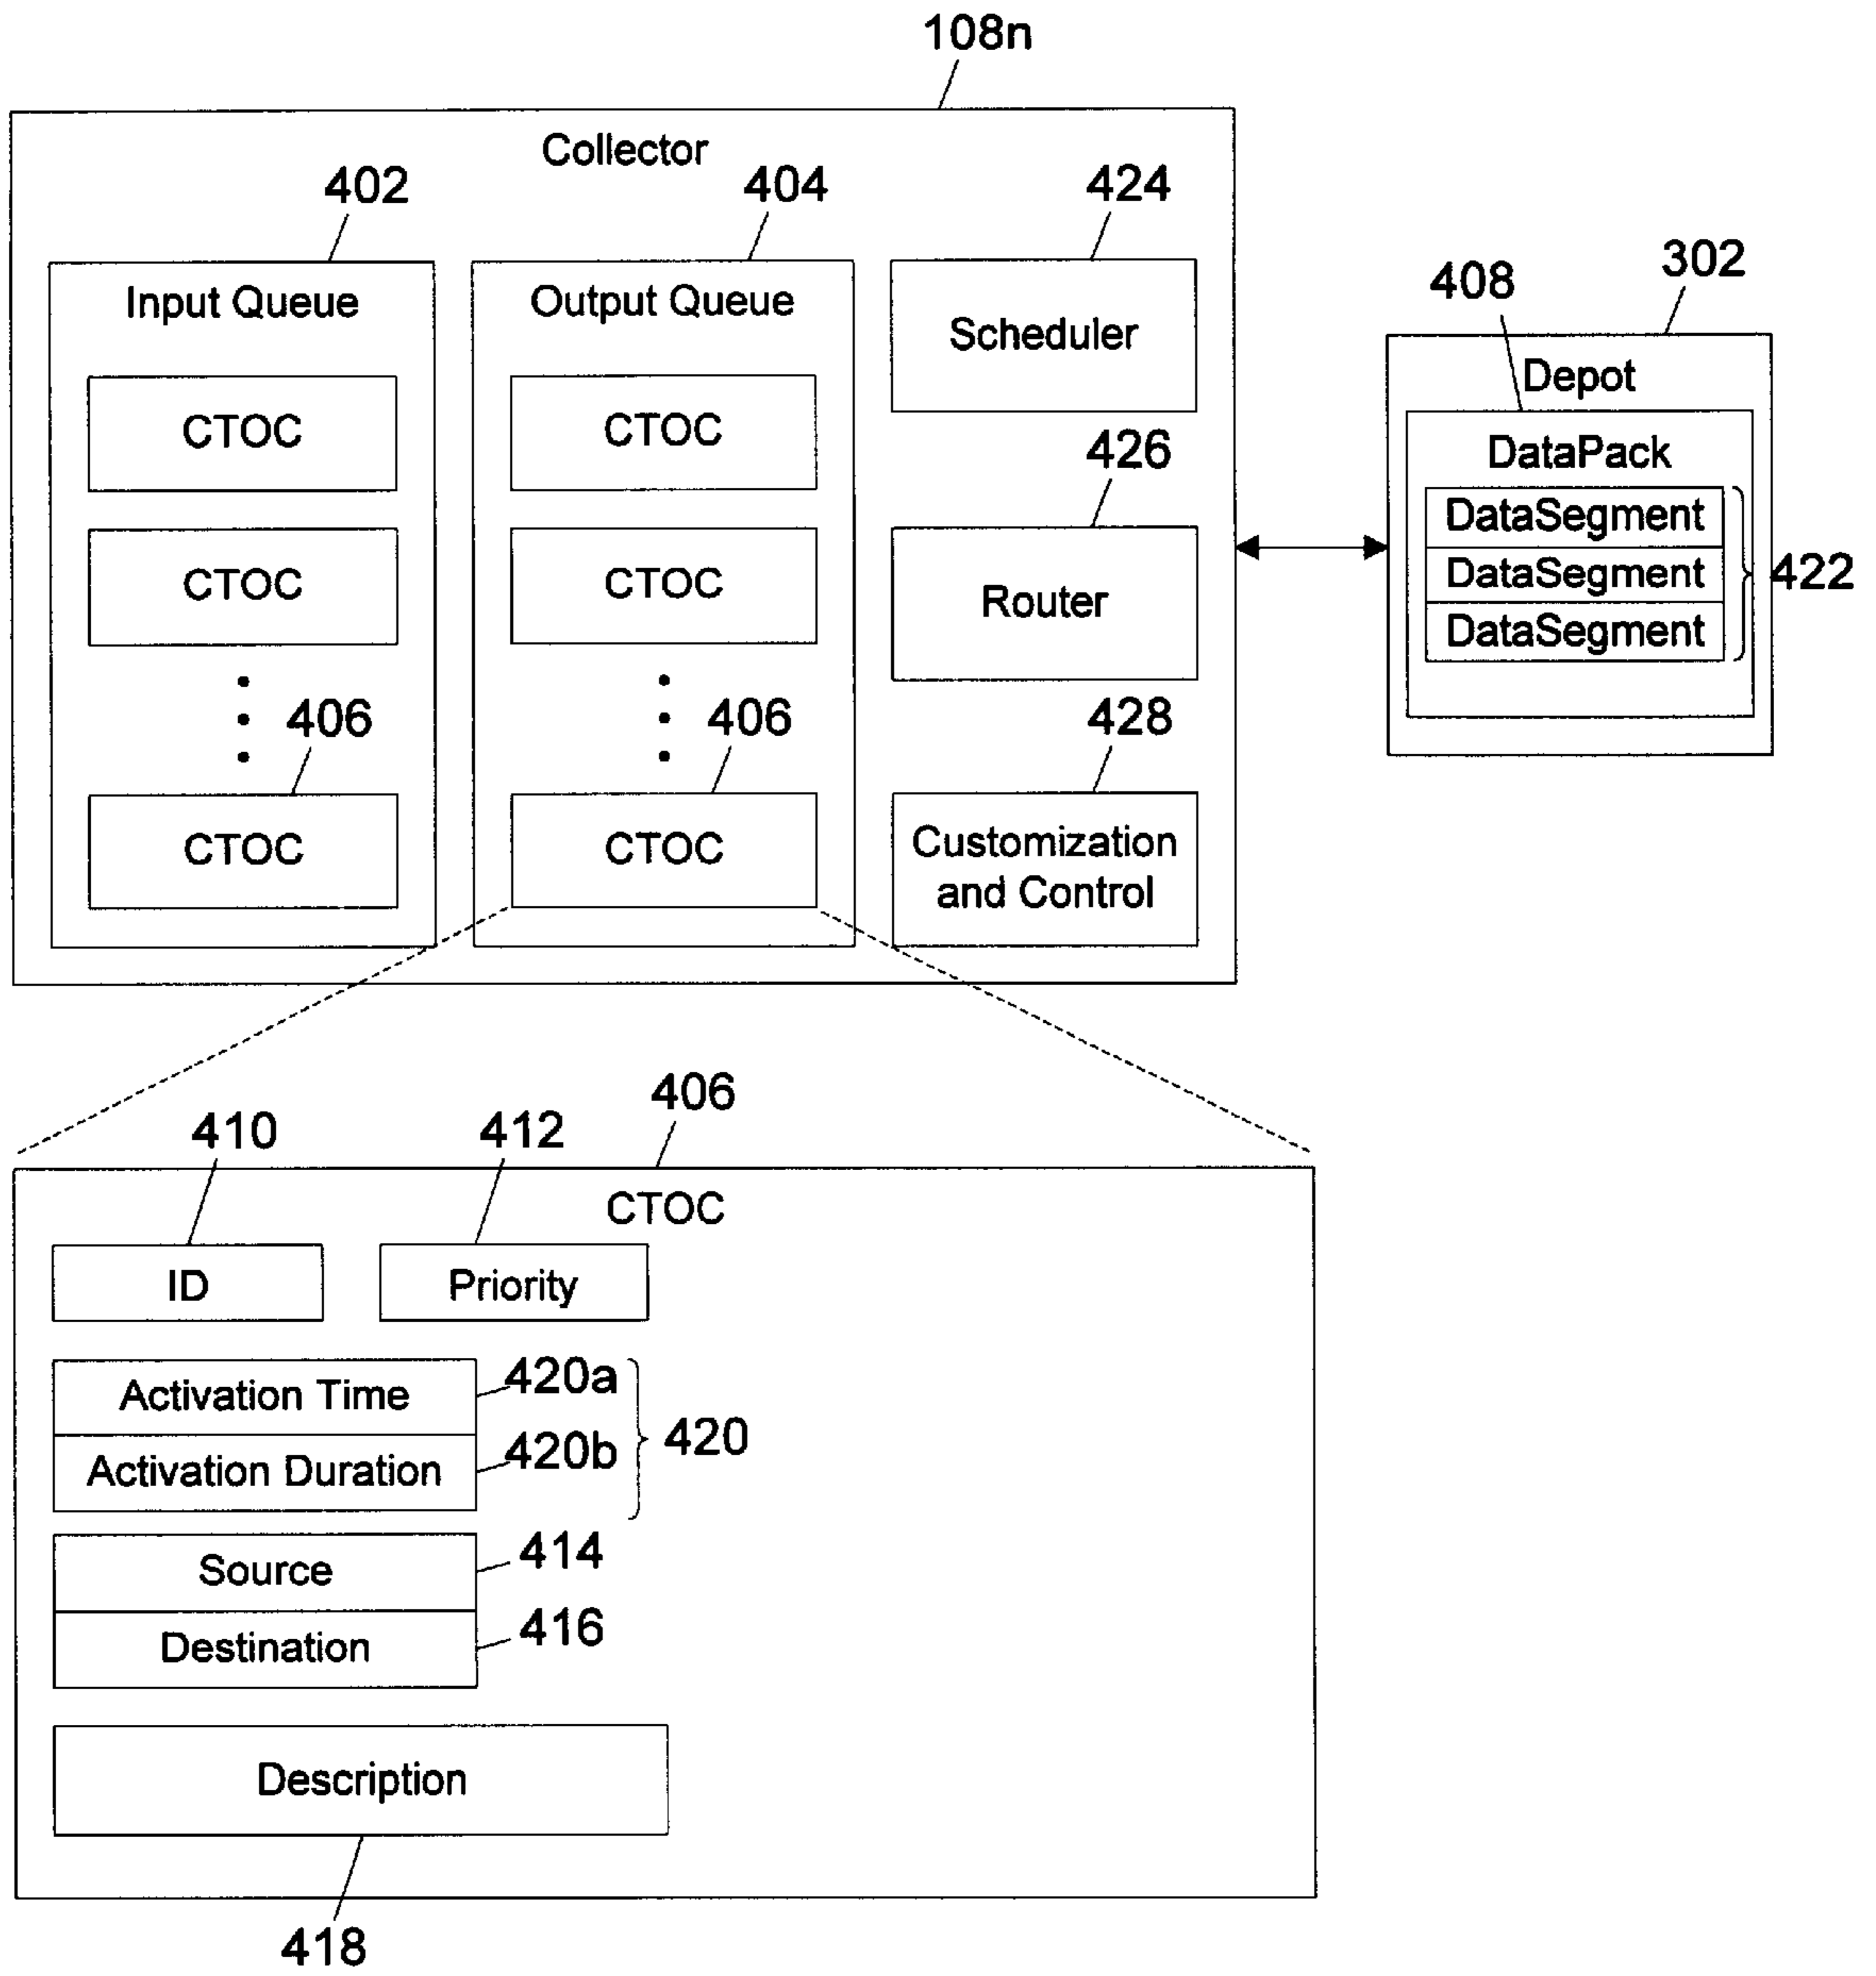 108n
Collector
402
404
424
Input Queue
Output Queue
Scheduler
302
408
Depot
DataPack
DataSegment
DataSegment
DataSegment
422
CTOC
CTOC
426
CTOC
CTOC
Router
406
406
428
CTOC
CTOC
Customization
and Control
406
410
412
CTOC
ID
Priority
Activation Time
420a
Activation Duration
420b
420
Source
414
Destination
416
Description
418